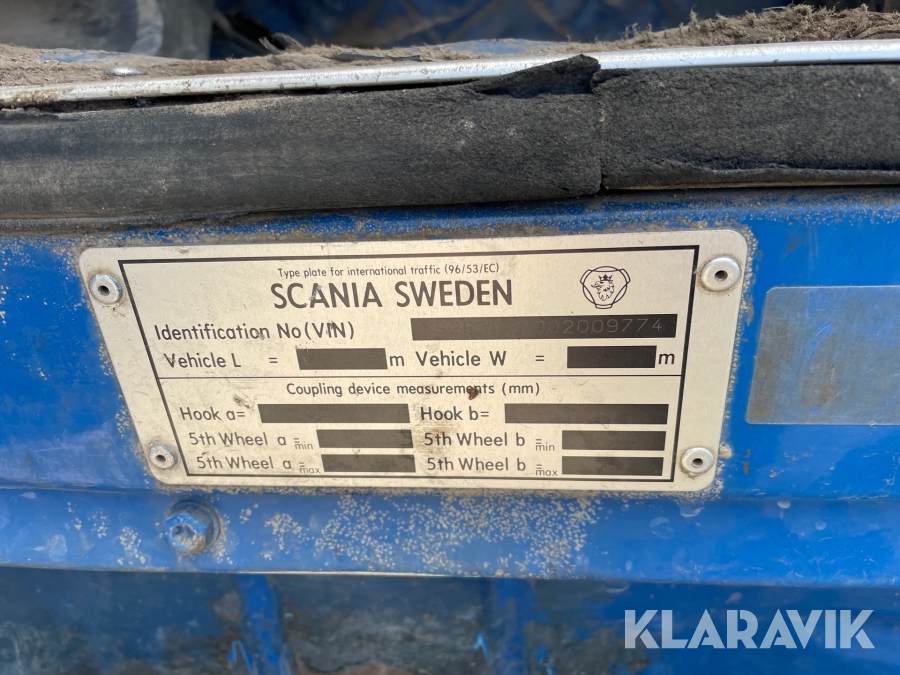 Type plate for international traffic (96/53/EC)
SCANIA SWEDEN
Identification No (VIN) 02009774
Vehicle L = m Vehicle W = m
Coupling device measurements (mm)
Hook a= Hook b=
5th Wheel a = min 5th Wheel b = min
5th Wheel a = max 5th Wheel b = max
KLARAVIK